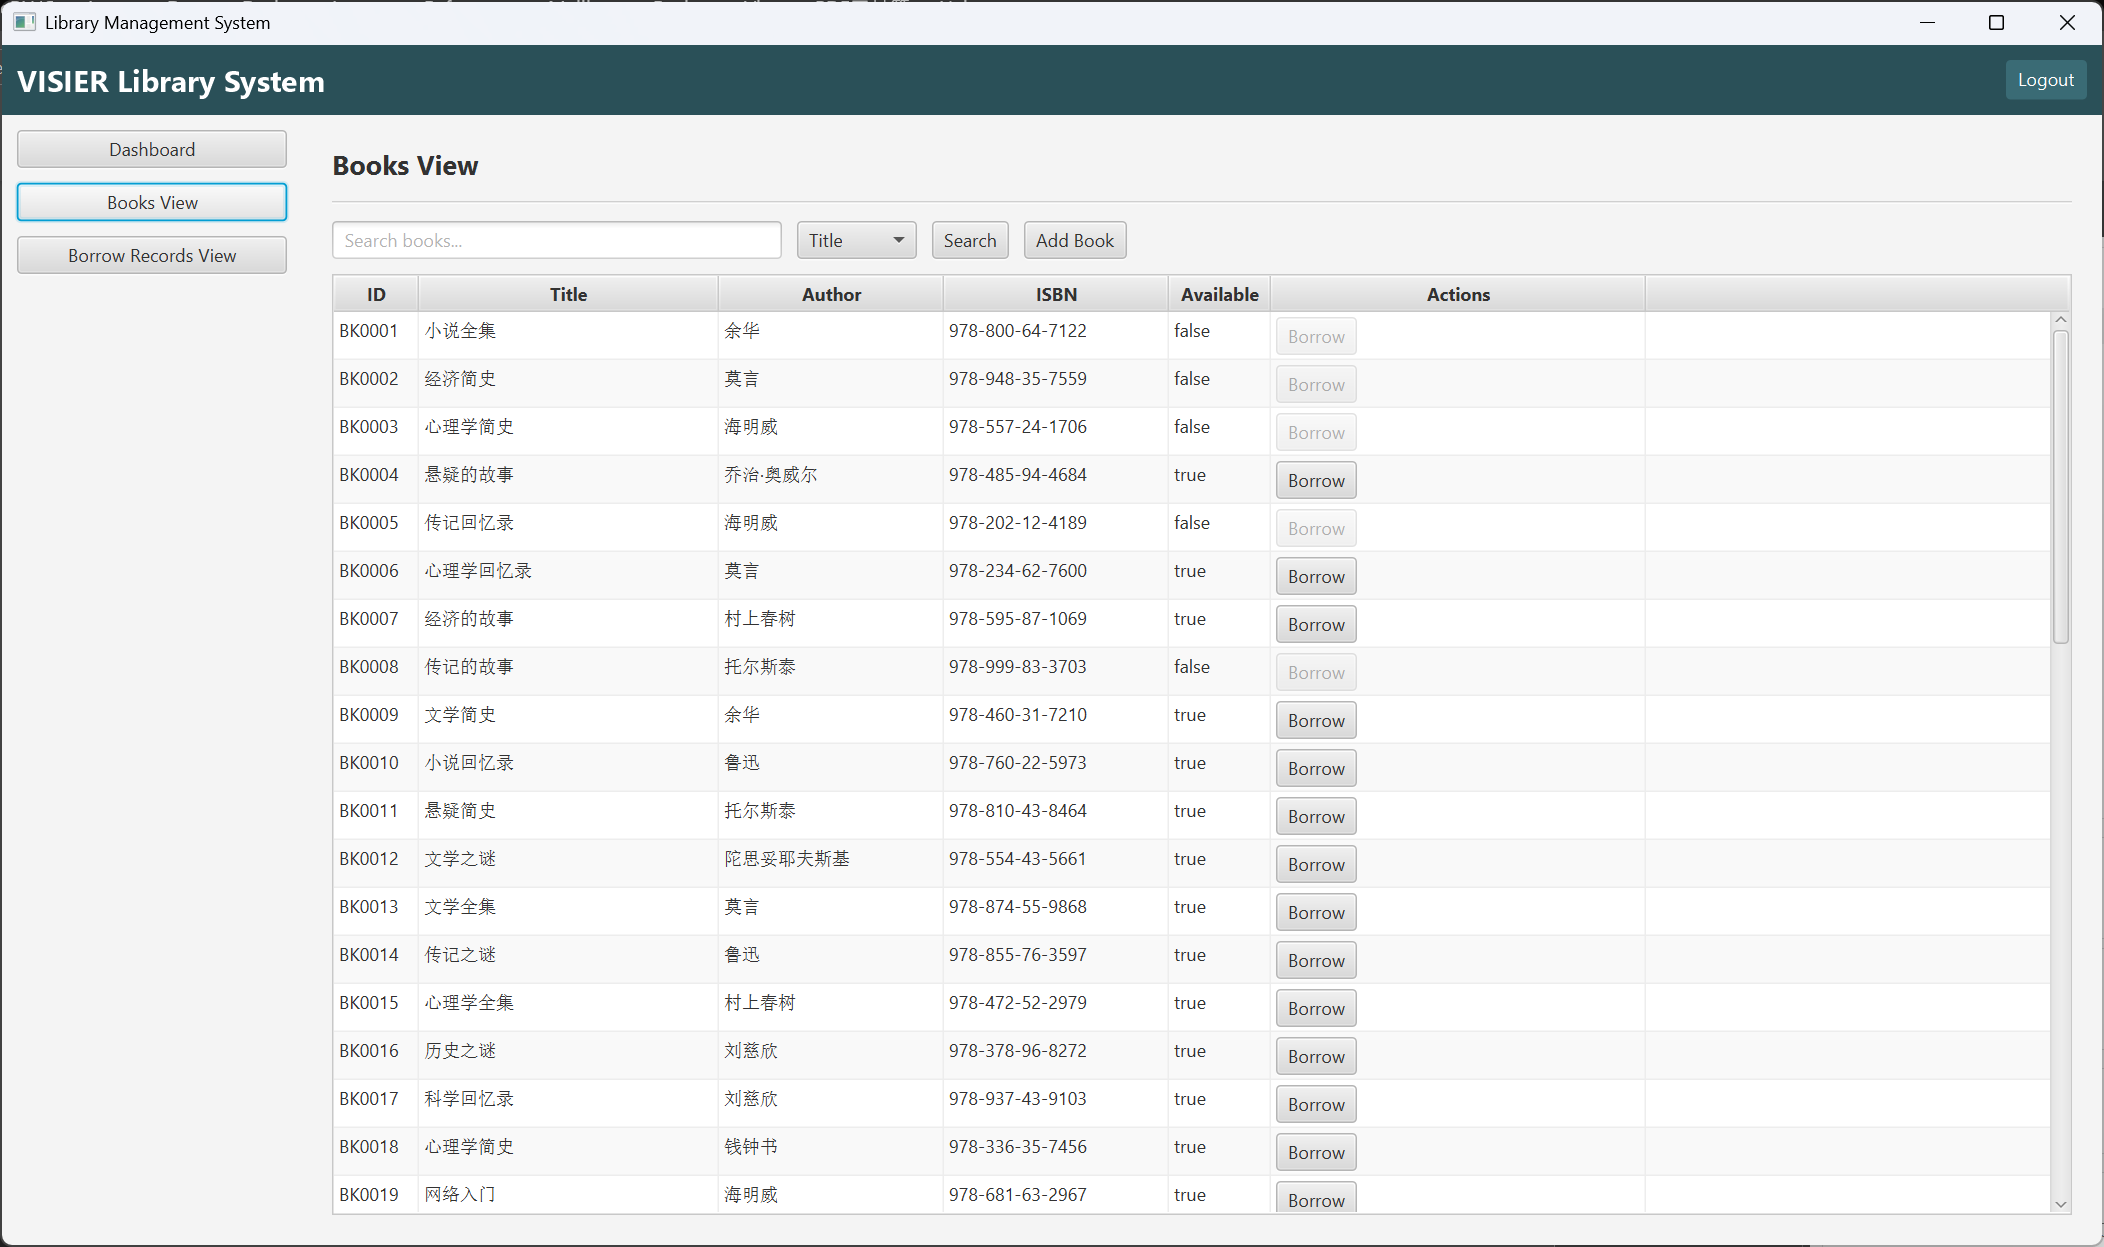 Library Management System
VISIER Library System
Logout
Dashboard
Books View
Borrow Records View
Books View
Search books...
Title
Search
Add Book
ID Title Author ISBN Available Actions
BK0001 小说全集 余华 978-800-64-7122 false Borrow
BK0002 经济简史 莫言 978-948-35-7559 false Borrow
BK0003 心理学简史 海明威 978-557-24-1706 false Borrow
BK0004 悬疑的故事 乔治·奥威尔 978-485-94-4684 true Borrow
BK0005 传记回忆录 海明威 978-202-12-4189 false Borrow
BK0006 心理学回忆录 莫言 978-234-62-7600 true Borrow
BK0007 经济的故事 村上春树 978-595-87-1069 true Borrow
BK0008 传记的故事 托尔斯泰 978-999-83-3703 false Borrow
BK0009 文学简史 余华 978-460-31-7210 true Borrow
BK0010 小说回忆录 鲁迅 978-760-22-5973 true Borrow
BK0011 悬疑简史 托尔斯泰 978-810-43-8464 true Borrow
BK0012 文学之谜 陀思妥耶夫斯基 978-554-43-5661 true Borrow
BK0013 文学全集 莫言 978-874-55-9868 true Borrow
BK0014 传记之谜 鲁迅 978-855-76-3597 true Borrow
BK0015 心理学全集 村上春树 978-472-52-2979 true Borrow
BK0016 历史之谜 刘慈欣 978-378-96-8272 true Borrow
BK0017 科学回忆录 刘慈欣 978-937-43-9103 true Borrow
BK0018 心理学简史 钱钟书 978-336-35-7456 true Borrow
BK0019 网络入门 海明威 978-681-63-2967 true Borrow